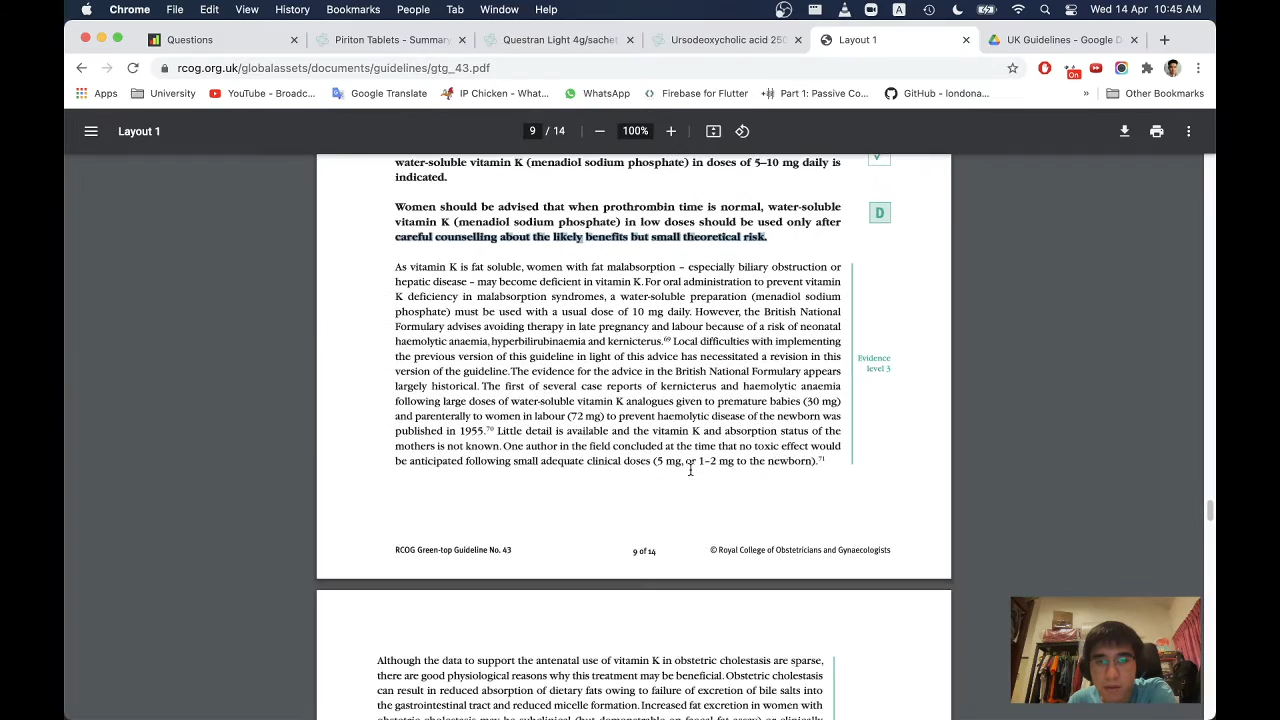 Chrome File Edit View History Bookmarks People Tab Window Help
A
Wed 14 Apr 10:45 AM
Questions
Piriton Tablets - Summary
Questran Light 4g/sachet
Ursodeoxycholic acid 250
Layout 1
UK Guidelines - Google D
rcog.org.uk/globalassets/documents/guidelines/gtg_43.pdf
On
Apps
University
YouTube - Broadc...
Google Translate
IP Chicken - What...
WhatsApp
Firebase for Flutter
Part 1: Passive Co...
GitHub - londona...
»
Other Bookmarks
Layout 1
9 / 14
100%
water-soluble vitamin K (menadiol sodium phosphate) in doses of 5–10 mg daily is
indicated.
Women should be advised that when prothrombin time is normal, water-soluble
D
vitamin K (menadiol sodium phosphate) in low doses should be used only after
careful counselling about the likely benefits but small theoretical risk.
As vitamin K is fat soluble, women with fat malabsorption – especially biliary obstruction or
hepatic disease – may become deficient in vitamin K. For oral administration to prevent vitamin
K deficiency in malabsorption syndromes, a water-soluble preparation (menadiol sodium
phosphate) must be used with a usual dose of 10 mg daily. However, the British National
Formulary advises avoiding therapy in late pregnancy and labour because of a risk of neonatal
haemolytic anaemia, hyperbilirubinaemia and kernicterus.69 Local difficulties with implementing
the previous version of this guideline in light of this advice has necessitated a revision in this
version of the guideline. The evidence for the advice in the British National Formulary appears
largely historical. The first of several case reports of kernicterus and haemolytic anaemia
following large doses of water-soluble vitamin K analogues given to premature babies (30 mg)
and parenterally to women in labour (72 mg) to prevent haemolytic disease of the newborn was
published in 1955.70 Little detail is available and the vitamin K and absorption status of the
mothers is not known. One author in the field concluded at the time that no toxic effect would
be anticipated following small adequate clinical doses (5 mg, or 1–2 mg to the newborn).71
Evidence
level 3
RCOG Green-top Guideline No. 43
9 of 14
© Royal College of Obstetricians and Gynaecologists
Although the data to support the antenatal use of vitamin K in obstetric cholestasis are sparse,
there are good physiological reasons why this treatment may be beneficial. Obstetric cholestasis
can result in reduced absorption of dietary fats owing to failure of excretion of bile salts into
the gastrointestinal tract and reduced micelle formation. Increased fat excretion in women with
obstetric cholestasis may be subclinical (but demonstrable on faecal fat assay) or clinically